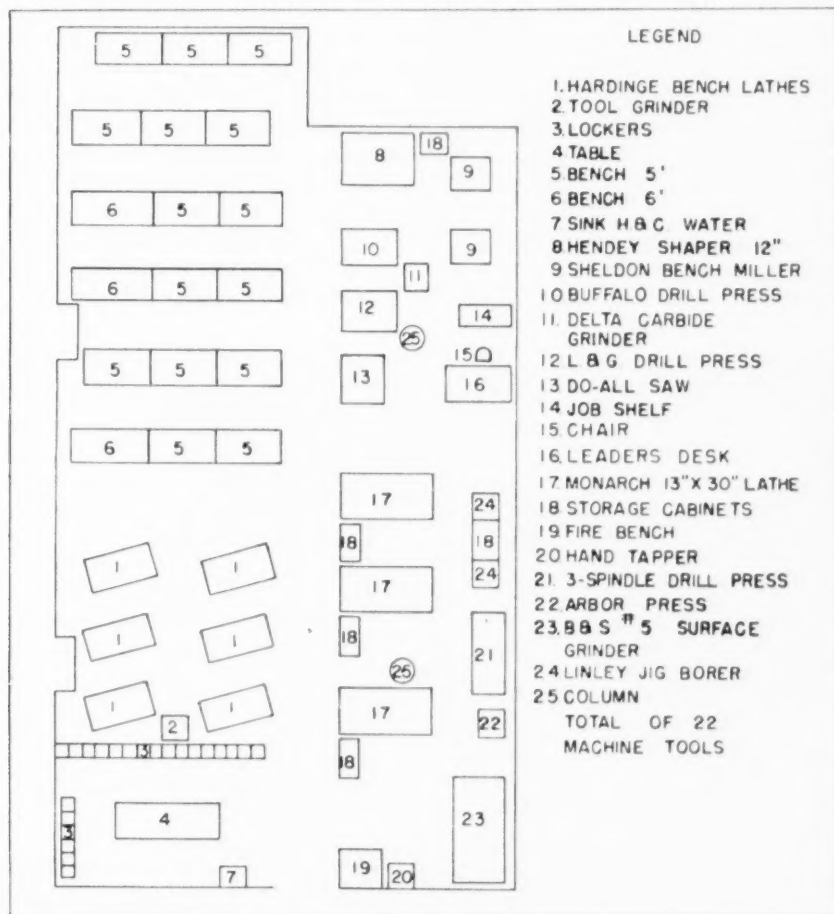 5 5 5
5 5 5
6 5 5
6 5 5
5 5 5
6 5 5
8 18
9
10 9
11
12 14
25
15
13 16
17 24
18 18
24
1 1
17
1 1
18 21
25
1 1
17 22
2
3
18
4 23
3
7
19 20
LEGEND
1. HARDINGE BENCH LATHES
2. TOOL GRINDER
3. LOCKERS
4 TABLE
5. BENCH 5'
6 BENCH 6'
7 SINK H.&C. WATER
8. HENDEY SHAPER 12"
9 SHELDON BENCH MILLER
10 BUFFALO DRILL PRESS
11. DELTA CARBIDE
GRINDER
12 L.&G. DRILL PRESS
13 DO-ALL SAW
14 JOB SHELF
15. CHAIR
16. LEADERS DESK
17. MONARCH 13"X 30" LATHE
18 STORAGE CABINETS
19. FIRE BENCH
20 HAND TAPPER
21. 3-SPINDLE DRILL PRESS
22. ARBOR PRESS
23. B&S #5 SURFACE
GRINDER
24 LINLEY JIG BORER
25 COLUMN
TOTAL OF 22
MACHINE TOOLS